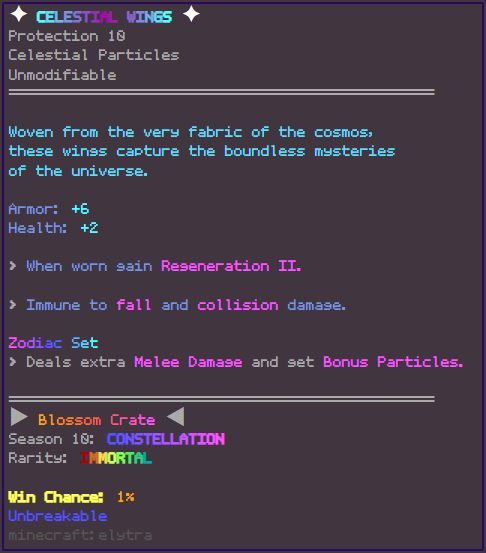 ✦ CELESTIAL WINGS ✦
Protection 10
Celestial Particles
Unmodifiable
Woven from the very fabric of the cosmos,
these wings capture the boundless mysteries
of the universe.
Armor: +6
Health: +2
> When worn gain Regeneration II.
> Immune to fall and collision damage.
Zodiac Set
> Deals extra Melee Damage and set Bonus Particles.
▶ Blossom Crate ◀
Season 10: CONSTELLATION
Rarity: IMMORTAL
Win Chance: 1%
Unbreakable
minecraft:elytra